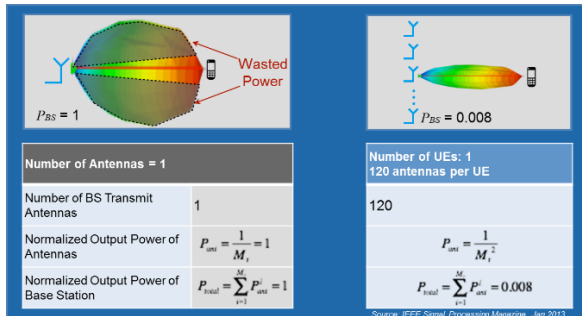 Wasted
Power
P_BS = 1
P_BS = 0.008
Number of Antennas = 1
Number of BS Transmit
Antennas
1
Normalized Output Power of
Antennas
P_ant = 1/M_t = 1
Normalized Output Power of
Base Station
P_total = ∑_{i=1}^{M_t} P_ant^i = 1
Number of UEs: 1
120 antennas per UE
120
P_ant = 1/M_t^2
P_total = ∑_{i=1}^{M_t} P_ant^i = 0.008
Source: IEEE Signal Processing Magazine, Jan 2013